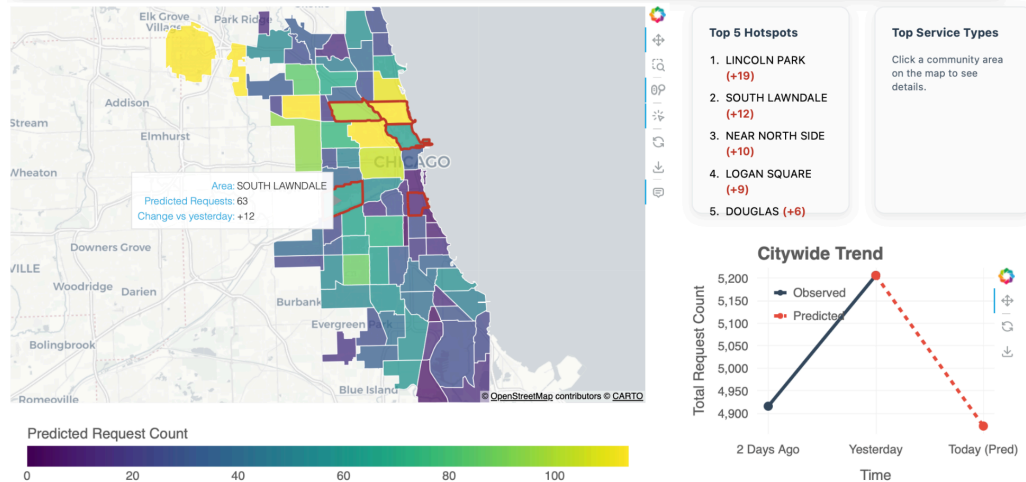 Elk Grove
Village
Park Ridge
Addison
Stream
Elmhurst
Wheaton
CHICAGO
Area: SOUTH LAWNDALE
Predicted Requests: 63
Change vs yesterday: +12
Downers Grove
VILLE
Woodridge
Darien
Burbank
Evergreen Park
Bolingbrook
Blue Island
Romeoville
© OpenStreetMap contributors © CARTO
Predicted Request Count
0 20 40 60 80 100
Top 5 Hotspots
1. LINCOLN PARK
(+19)
2. SOUTH LAWNDALE
(+12)
3. NEAR NORTH SIDE
(+10)
4. LOGAN SQUARE
(+9)
5. DOUGLAS (+6)
Top Service Types
Click a community area
on the map to see
details.
Citywide Trend
Total Request Count
5,200
5,150
5,100
5,050
5,000
4,950
4,900
Observed
Predicted
2 Days Ago Yesterday Today (Pred)
Time